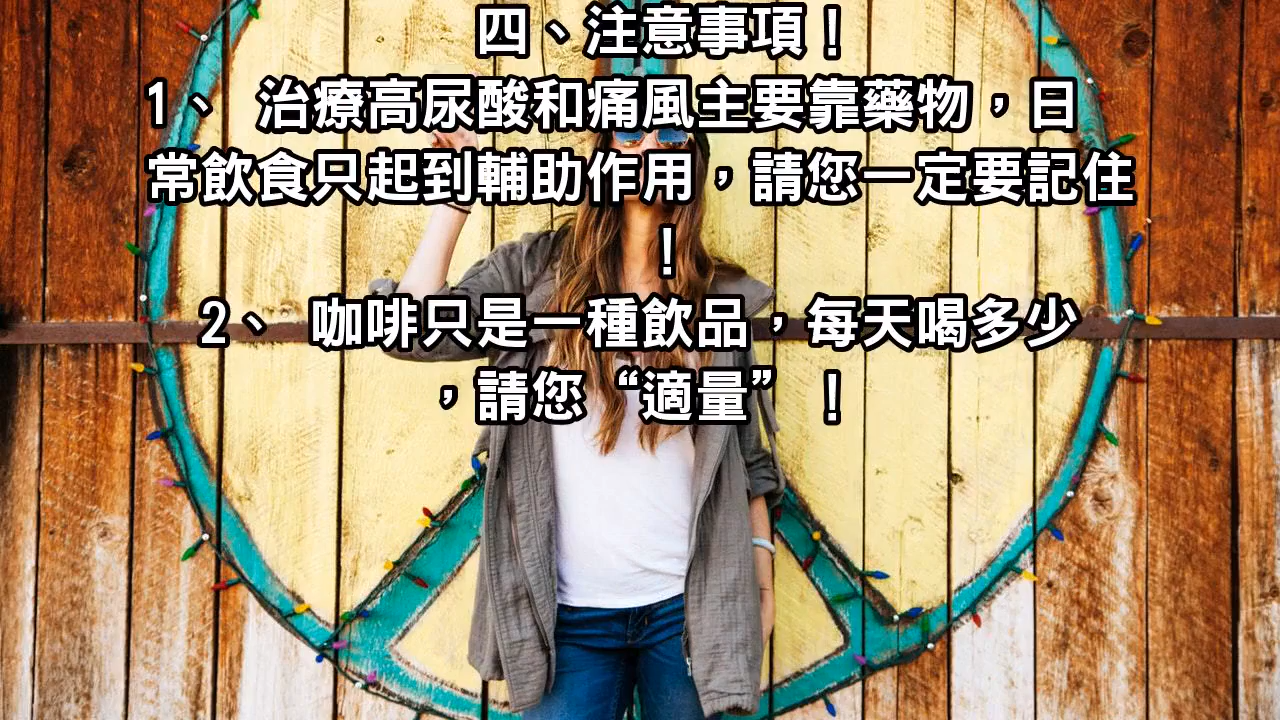 四、注意事項！
1、 治療高尿酸和痛風主要靠藥物，日
常飲食只起到輔助作用，請您一定要記住
！
2、 咖啡只是一種飲品，每天喝多少
，請您“適量”！